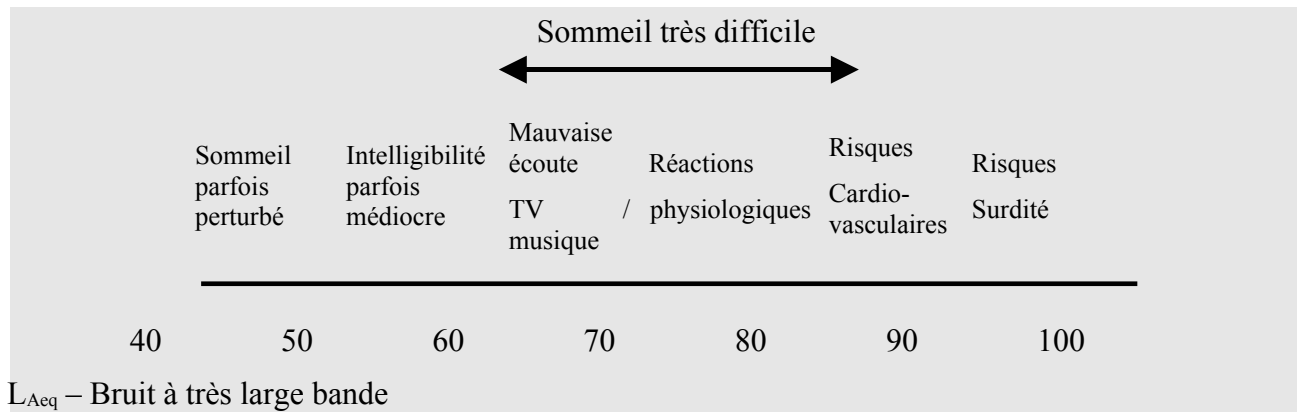 Sommeil très difficile
Sommeil
parfois
perturbé
Intelligibilité
parfois
médiocre
Mauvaise
écoute
TV /
musique
Réactions
physiologiques
Risques
Cardio-
vasculaires
Risques
Surdité
40 50 60 70 80 90 100
LAeq – Bruit à très large bande